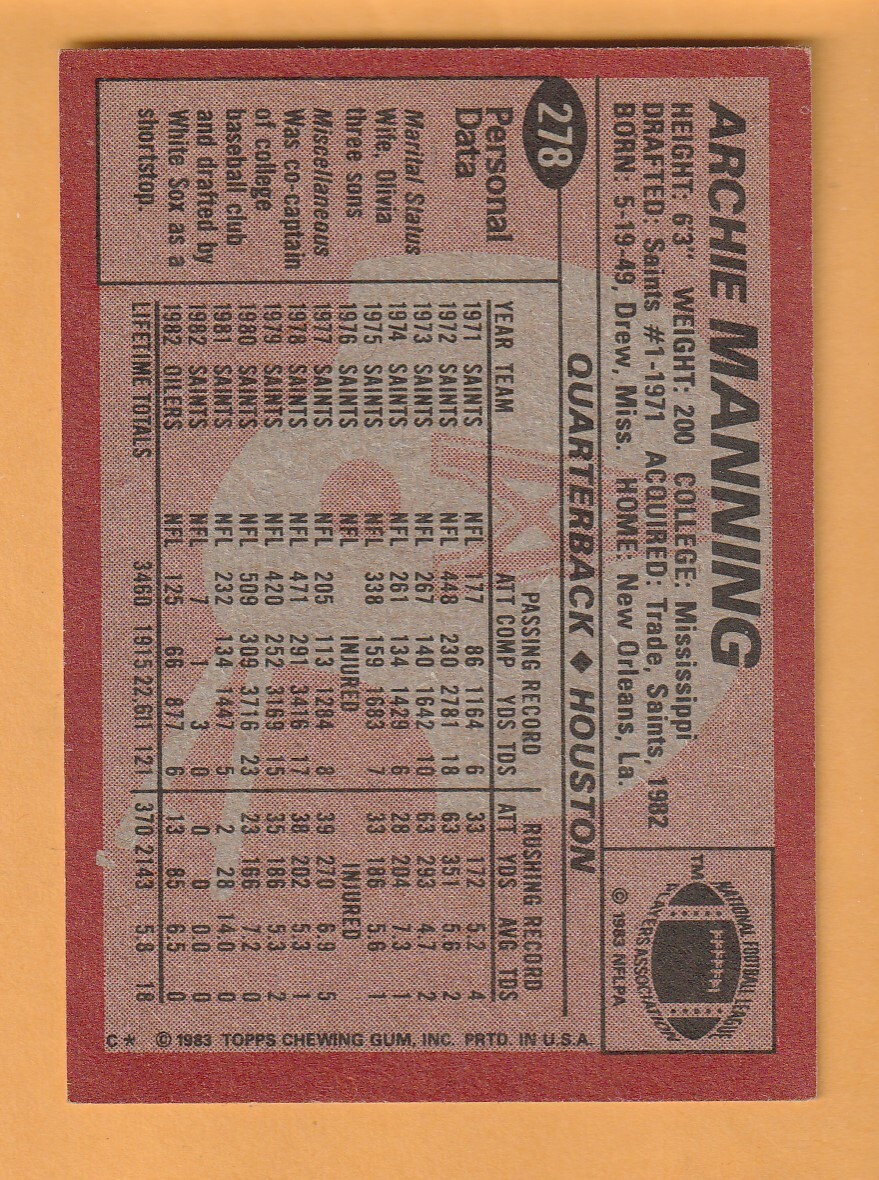 ARCHIE MANNING
HEIGHT: 6'3" WEIGHT: 200 COLLEGE: Mississippi
DRAFTED: Saints #1-1971 ACQUIRED: Trade, Saints, 1982
BORN: 5-19-49, Drew, Miss. HOME: New Orleans, La.
NATIONAL FOOTBALL LEAGUE
PLAYERS ASSOCIATION
TM
© 1983 NFLPA
278
QUARTERBACK ◆ HOUSTON
Personal
Data
Marital Status
Wife, Olivia
three sons
Miscellaneous
Was co-captain
of college
baseball club
and drafted by
White Sox as a
shortstop.
PASSING RECORD RUSHING RECORD
YEAR TEAM ATT COMP YDS TDS ATT YDS AVG TDS
1971 SAINTS NFL 177 86 1164 6 33 172 5.2 4
1972 SAINTS NFL 448 230 2781 18 63 351 5.6 2
1973 SAINTS NFL 267 140 1642 10 63 293 4.7 2
1974 SAINTS NFL 261 134 1429 6 28 204 7.3 1
1975 SAINTS NFL 338 159 1683 7 33 186 5.6 1
1976 SAINTS NFL INJURED INJURED
1977 SAINTS NFL 205 113 1284 8 39 270 6.9 5
1978 SAINTS NFL 471 291 3416 17 38 202 5.3 1
1979 SAINTS NFL 420 252 3169 15 35 186 5.3 2
1980 SAINTS NFL 509 309 3716 23 23 166 7.2 0
1981 SAINTS NFL 232 134 1447 5 2 28 14.0 0
1982 SAINTS NFL 7 1 3 0 0 0 0.0 0
1982 OILERS NFL 125 66 877 6 13 85 6.5 0
LIFETIME TOTALS 3460 1915 22,611 121 370 2143 5.8 18
C* © 1983 TOPPS CHEWING GUM, INC. PRTD. IN U.S.A.